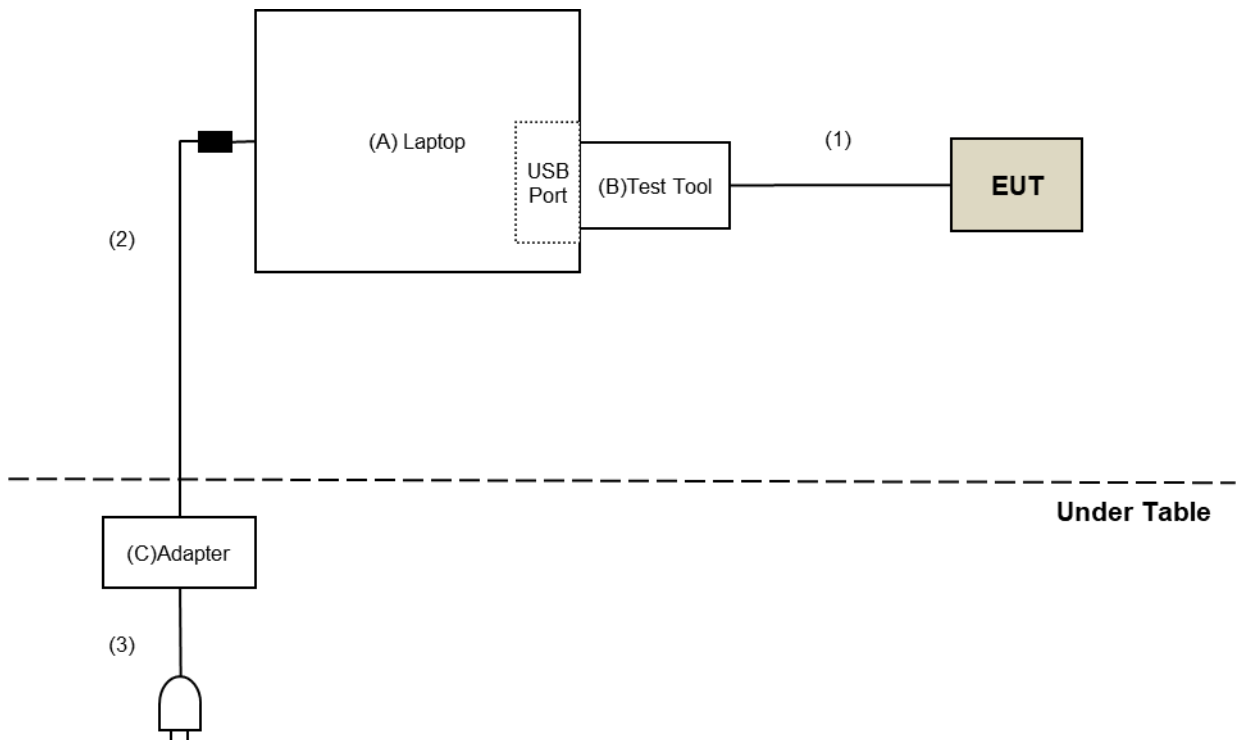 (1)
(A) Laptop
USB
Port
(B)Test Tool
EUT
(2)
Under Table
(C)Adapter
(3)